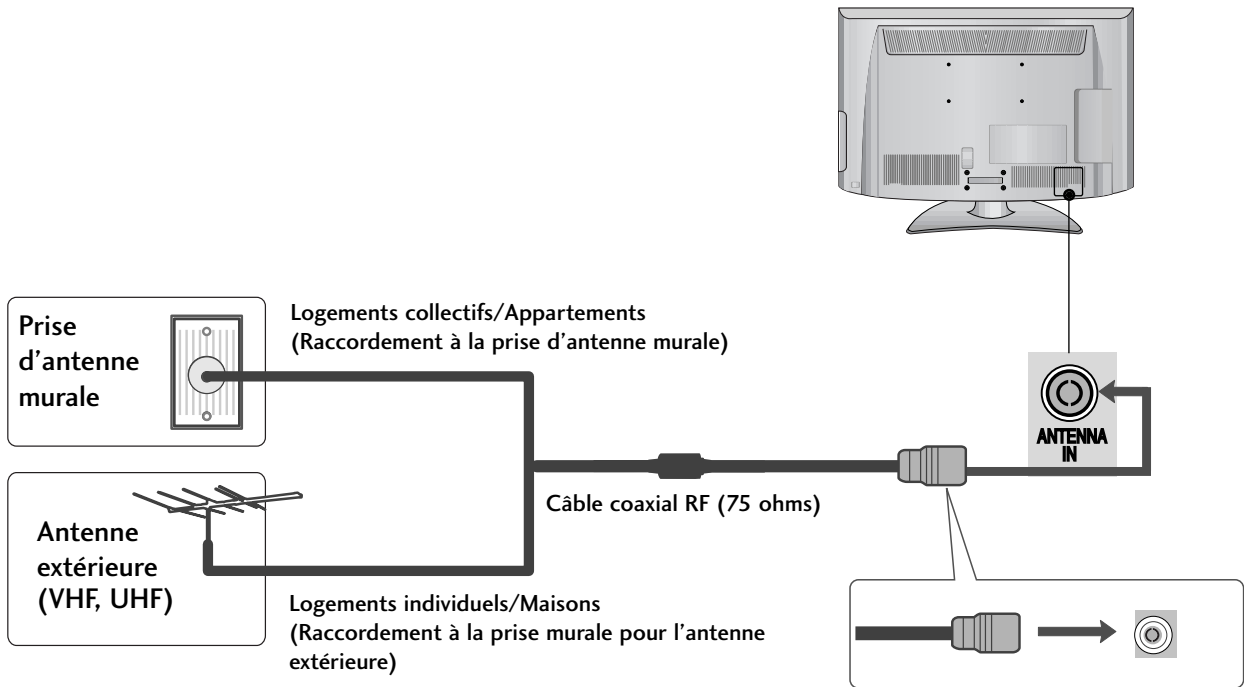 Prise
d’antenne
murale
Logements collectifs/Appartements
(Raccordement à la prise d’antenne murale)
ANTENNA
IN
Câble coaxial RF (75 ohms)
Antenne
extérieure
(VHF, UHF)
Logements individuels/Maisons
(Raccordement à la prise murale pour l’antenne
extérieure)